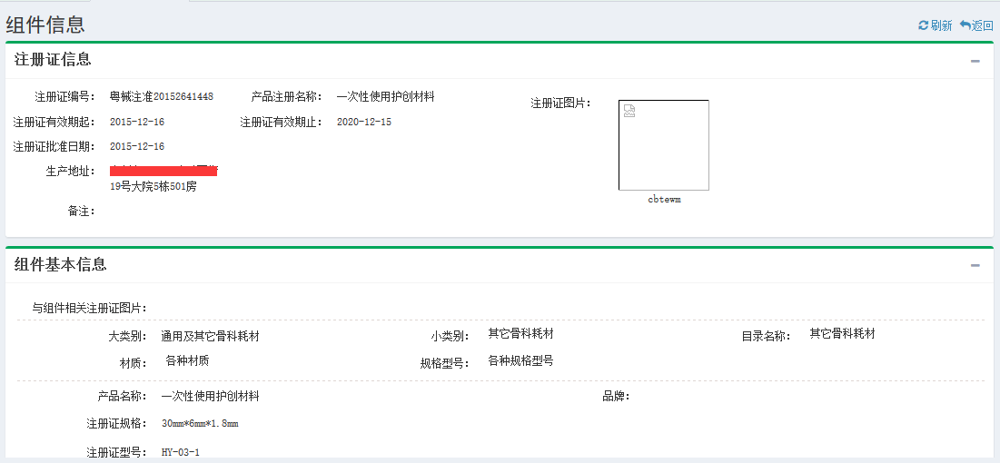 组件信息
刷新 返回
注册证信息
注册证编号： 粤械注准20152641448 产品注册名称： 一次性使用护创材料 注册证图片：
注册证有效期起： 2015-12-16 注册证有效期止： 2020-12-15
注册证批准日期： 2015-12-16
生产地址：
19号大院5栋501房
cbtewm
备注：
组件基本信息
与组件相关注册证图片：
大类别： 通用及其它骨科耗材 小类别： 其它骨科耗材 目录名称： 其它骨科耗材
材质： 各种材质 规格型号： 各种规格型号
产品名称： 一次性使用护创材料 品牌：
注册证规格： 30mm*6mm*1.8mm
注册证型号： HY-03-1